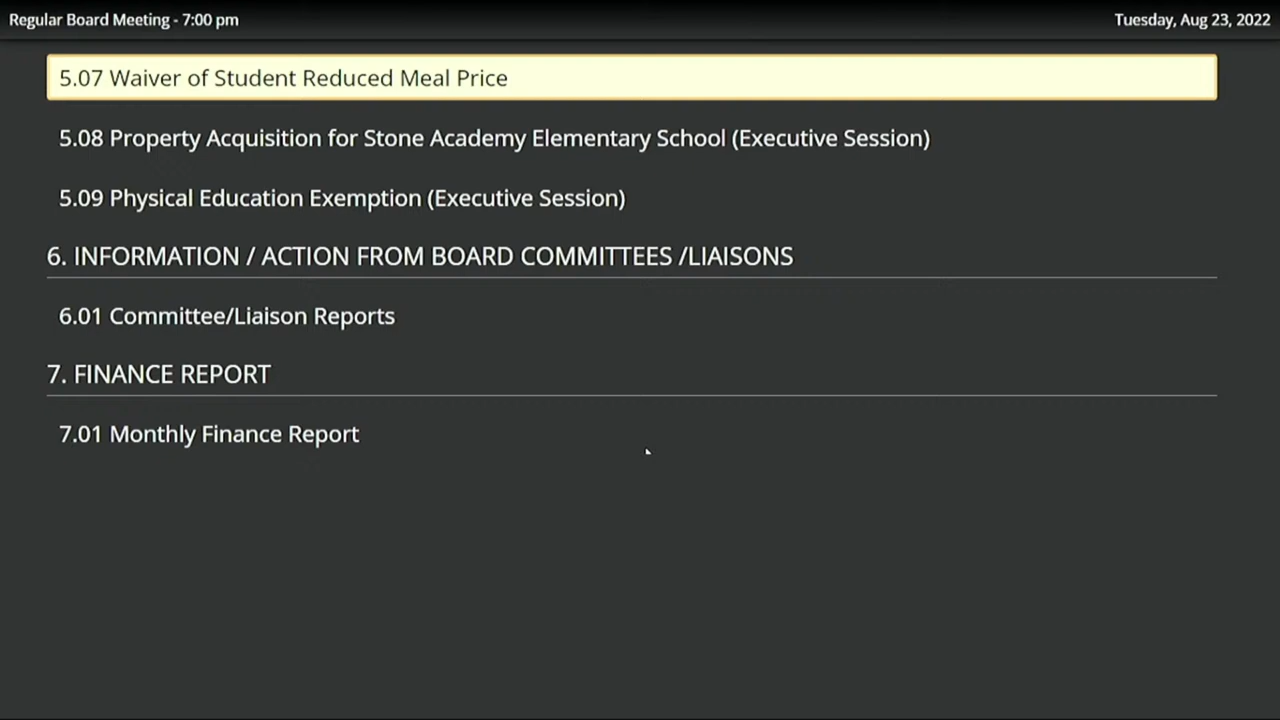 Regular Board Meeting - 7:00 pm
Tuesday, Aug 23, 2022
5.07 Waiver of Student Reduced Meal Price
5.08 Property Acquisition for Stone Academy Elementary School (Executive Session)
5.09 Physical Education Exemption (Executive Session)
6. INFORMATION / ACTION FROM BOARD COMMITTEES /LIAISONS
6.01 Committee/Liaison Reports
7. FINANCE REPORT
7.01 Monthly Finance Report